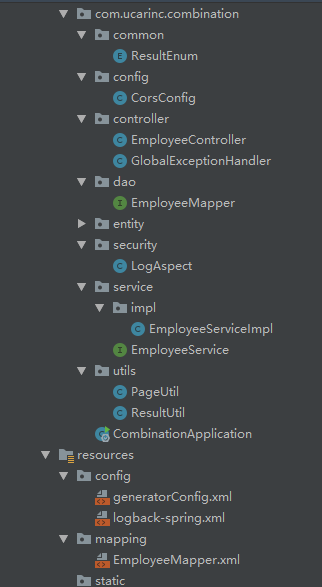 com.ucarinc.combination
common
E ResultEnum
config
C CorsConfig
controller
C EmployeeController
C GlobalExceptionHandler
dao
I EmployeeMapper
entity
security
C LogAspect
service
impl
C EmployeeServiceImpl
I EmployeeService
utils
C PageUtil
C ResultUtil
C CombinationApplication
resources
config
generatorConfig.xml
logback-spring.xml
mapping
EmployeeMapper.xml
static